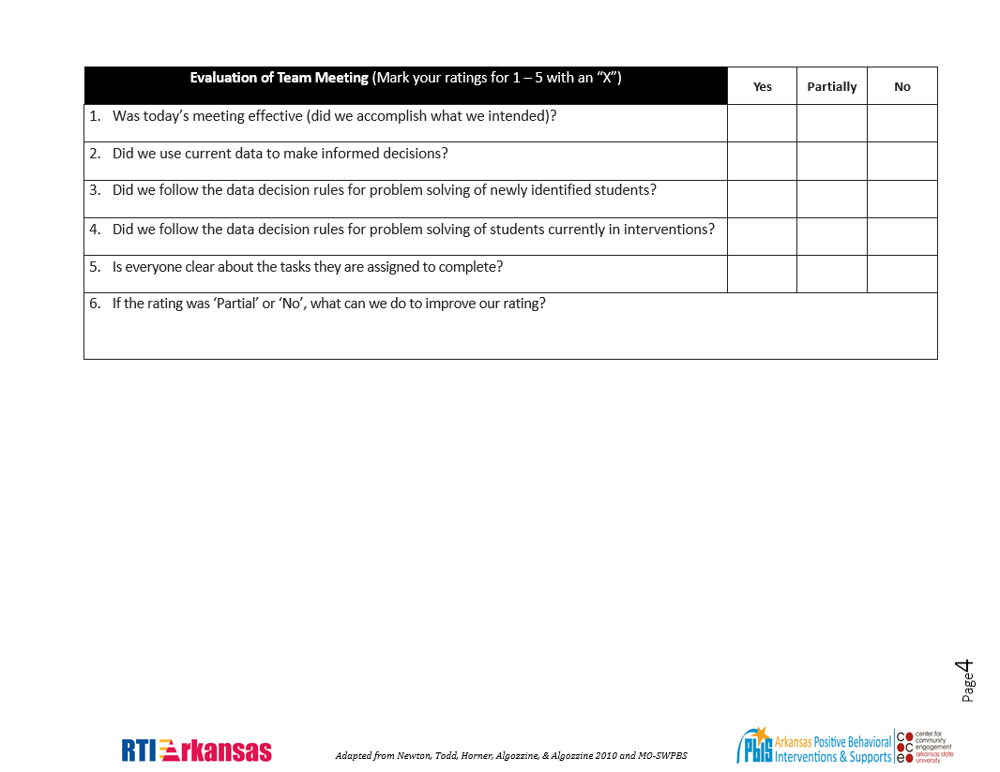 Evaluation of Team Meeting (Mark your ratings for 1 – 5 with an “X”)
Yes
Partially
No
1. Was today’s meeting effective (did we accomplish what we intended)?
2. Did we use current data to make informed decisions?
3. Did we follow the data decision rules for problem solving of newly identified students?
4. Did we follow the data decision rules for problem solving of students currently in interventions?
5. Is everyone clear about the tasks they are assigned to complete?
6. If the rating was ‘Partial’ or ‘No’, what can we do to improve our rating?
Page4
RTI Arkansas
Adapted from Newton, Todd, Horner, Algozzine, & Algozzine 2010 and MO-SWPBS
PBIS
Arkansas Positive Behavioral
Interventions & Supports
coe
cce
center for
community
engagement
arkansas state
university